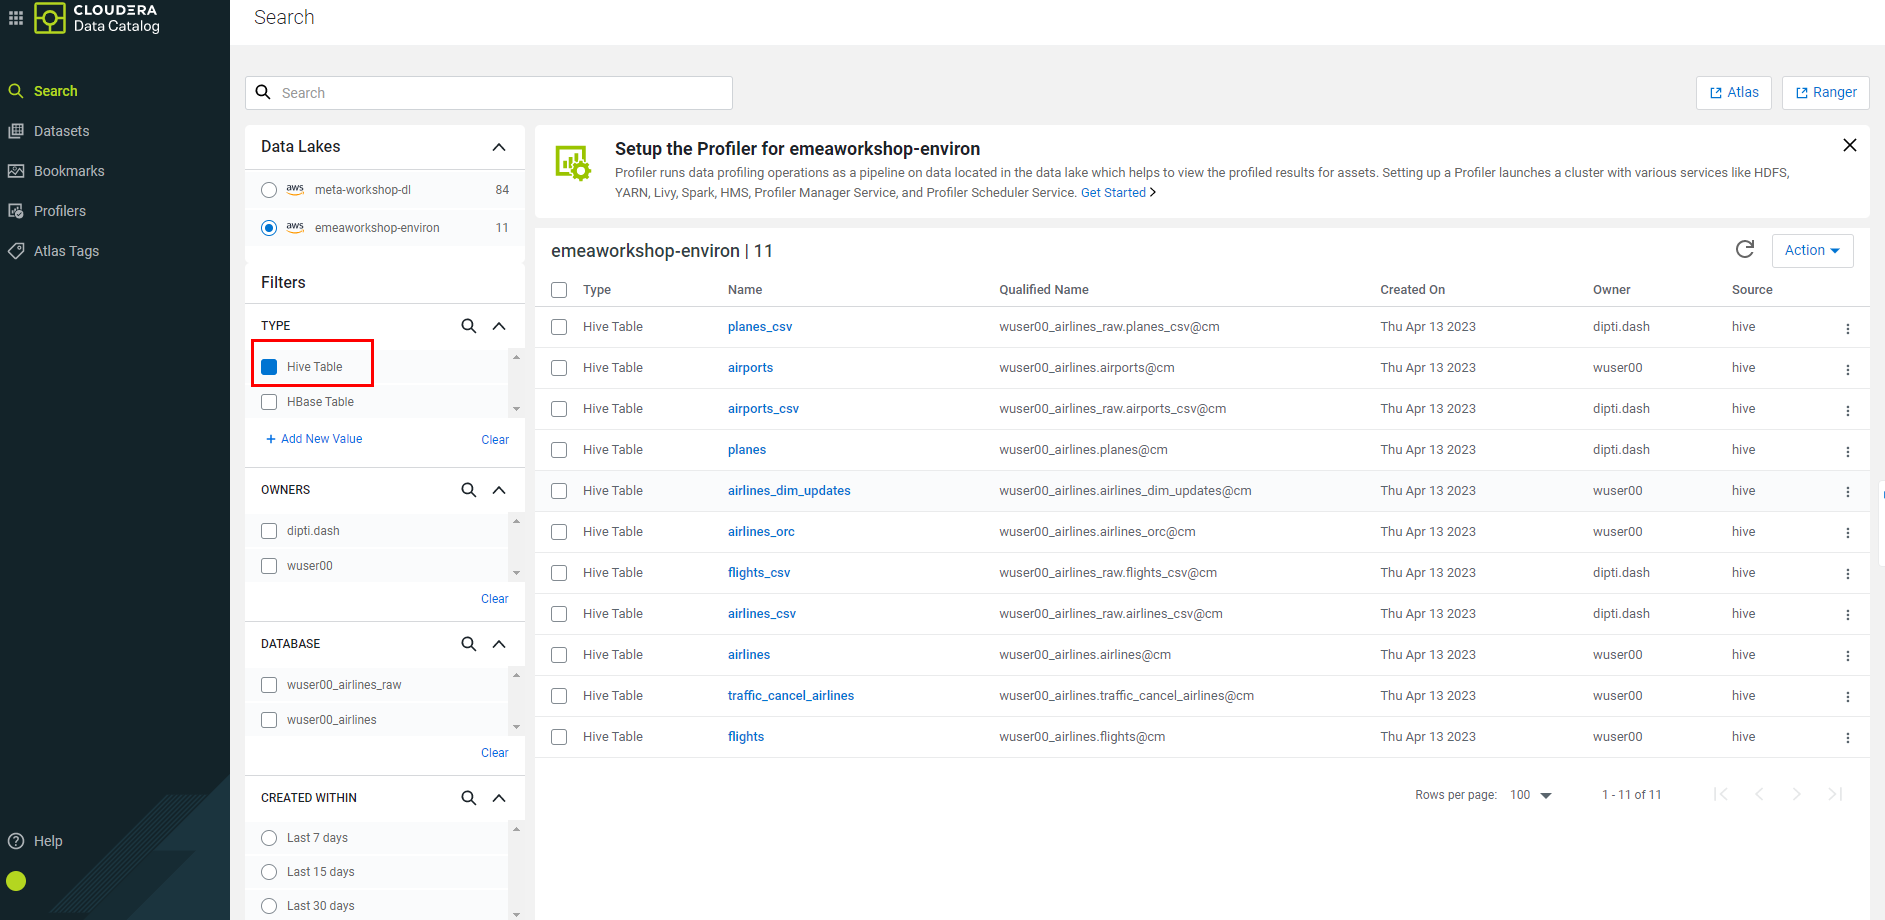 CLOUDERA
Data Catalog
Search
Datasets
Bookmarks
Profilers
Atlas Tags
Help
Search
Search
Atlas
Ranger
Data Lakes
aws meta-workshop-dl 84
aws emeaworkshop-environ 11
Filters
TYPE
Hive Table
HBase Table
+ Add New Value Clear
OWNERS
dipti.dash
wuser00
Clear
DATABASE
wuser00_airlines_raw
wuser00_airlines
Clear
CREATED WITHIN
Last 7 days
Last 15 days
Last 30 days
Setup the Profiler for emeaworkshop-environ
Profiler runs data profiling operations as a pipeline on data located in the data lake which helps to view the profiled results for assets. Setting up a Profiler launches a cluster with various services like HDFS,
YARN, Livy, Spark, HMS, Profiler Manager Service, and Profiler Scheduler Service. Get Started
emeaworkshop-environ | 11
Action
Type Name Qualified Name Created On Owner Source
Hive Table planes_csv wuser00_airlines_raw.planes_csv@cm Thu Apr 13 2023 dipti.dash hive
Hive Table airports wuser00_airlines.airports@cm Thu Apr 13 2023 wuser00 hive
Hive Table airports_csv wuser00_airlines_raw.airports_csv@cm Thu Apr 13 2023 dipti.dash hive
Hive Table planes wuser00_airlines.planes@cm Thu Apr 13 2023 dipti.dash hive
Hive Table airlines_dim_updates wuser00_airlines.airlines_dim_updates@cm Thu Apr 13 2023 wuser00 hive
Hive Table airlines_orc wuser00_airlines.airlines_orc@cm Thu Apr 13 2023 wuser00 hive
Hive Table flights_csv wuser00_airlines_raw.flights_csv@cm Thu Apr 13 2023 dipti.dash hive
Hive Table airlines_csv wuser00_airlines_raw.airlines_csv@cm Thu Apr 13 2023 dipti.dash hive
Hive Table airlines wuser00_airlines.airlines@cm Thu Apr 13 2023 wuser00 hive
Hive Table traffic_cancel_airlines wuser00_airlines.traffic_cancel_airlines@cm Thu Apr 13 2023 wuser00 hive
Hive Table flights wuser00_airlines.flights@cm Thu Apr 13 2023 wuser00 hive
Rows per page: 100 1 - 11 of 11